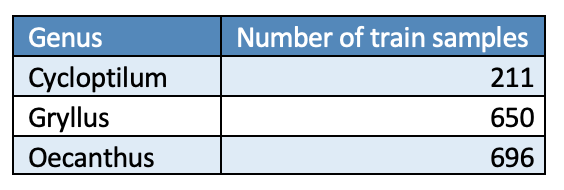 Genus Number of train samples
Cycloptilum 211
Gryllus 650
Oecanthus 696